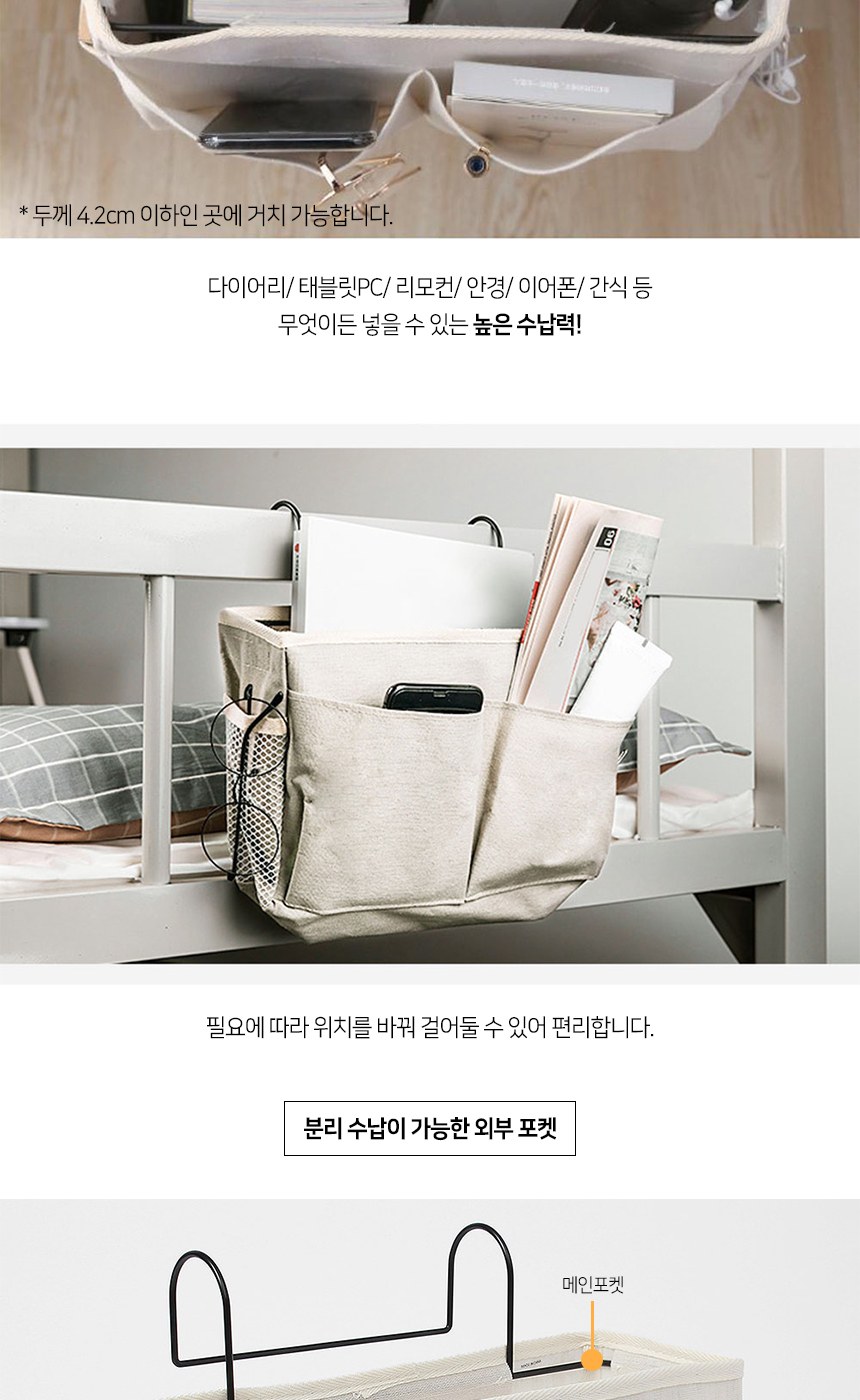 * 두께 4.2cm 이하인 곳에 거치 가능합니다.
다이어리/ 태블릿PC/ 리모컨/ 안경/ 이어폰/ 간식 등
무엇이든 넣을 수 있는 높은 수납력!
06
필요에 따라 위치를 바꿔 걸어둘 수 있어 편리합니다.
분리 수납이 가능한 외부 포켓
메인포켓